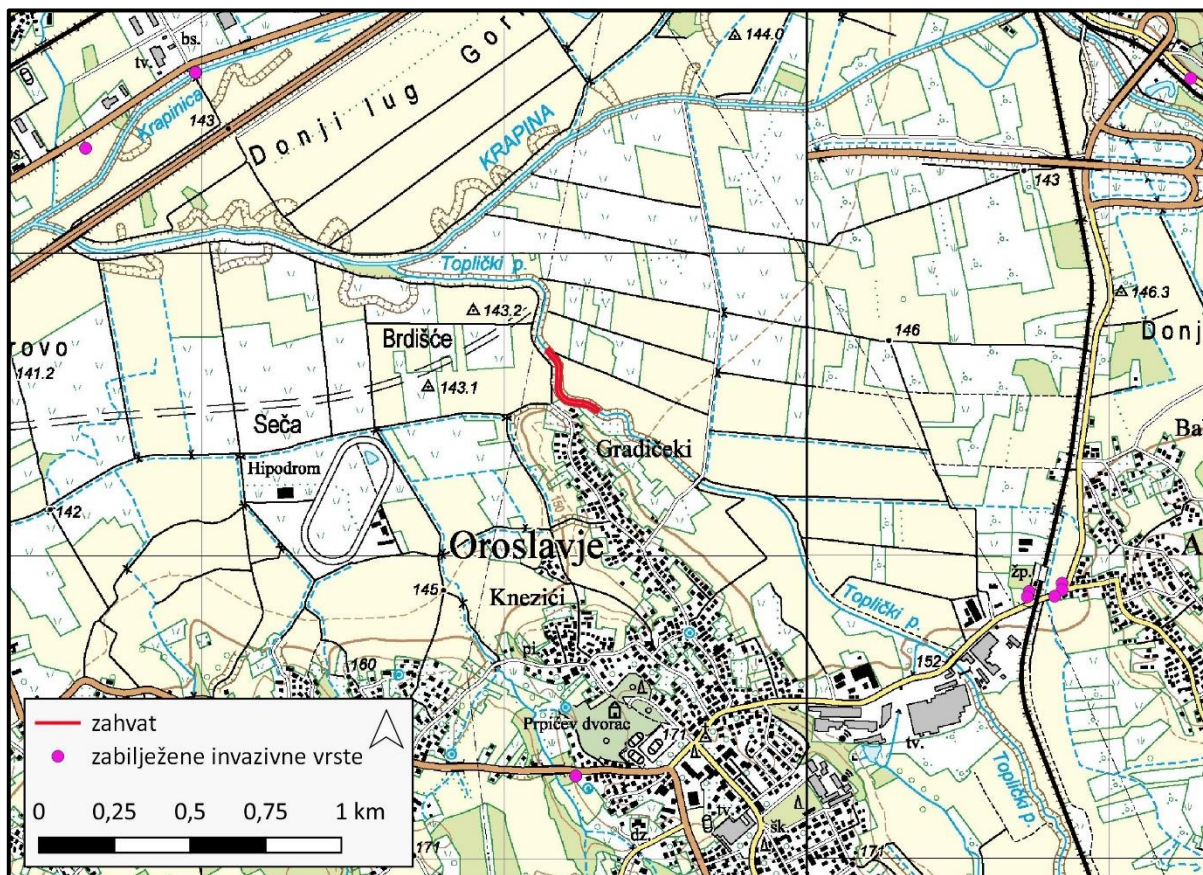 144.0
bs.
tv.
Krapinica
143
Donji lug Gor
os.
KRAPINA
143
Toplički p.
143.2
146.3
Brdišće
146
Donj
rovo
141.2
143.1
Seča
Gradičeki
Ba
Hipodrom
142
160
Oroslavje
A
145
Knezići
žp.
Toplički p.
pi.
160
152
Prpićev dvorac
171
tv.
Toplički p.
tv.
dz.
šk.
171
171
zahvat
zabilježene invazivne vrste
0 0,25 0,5 0,75 1 km